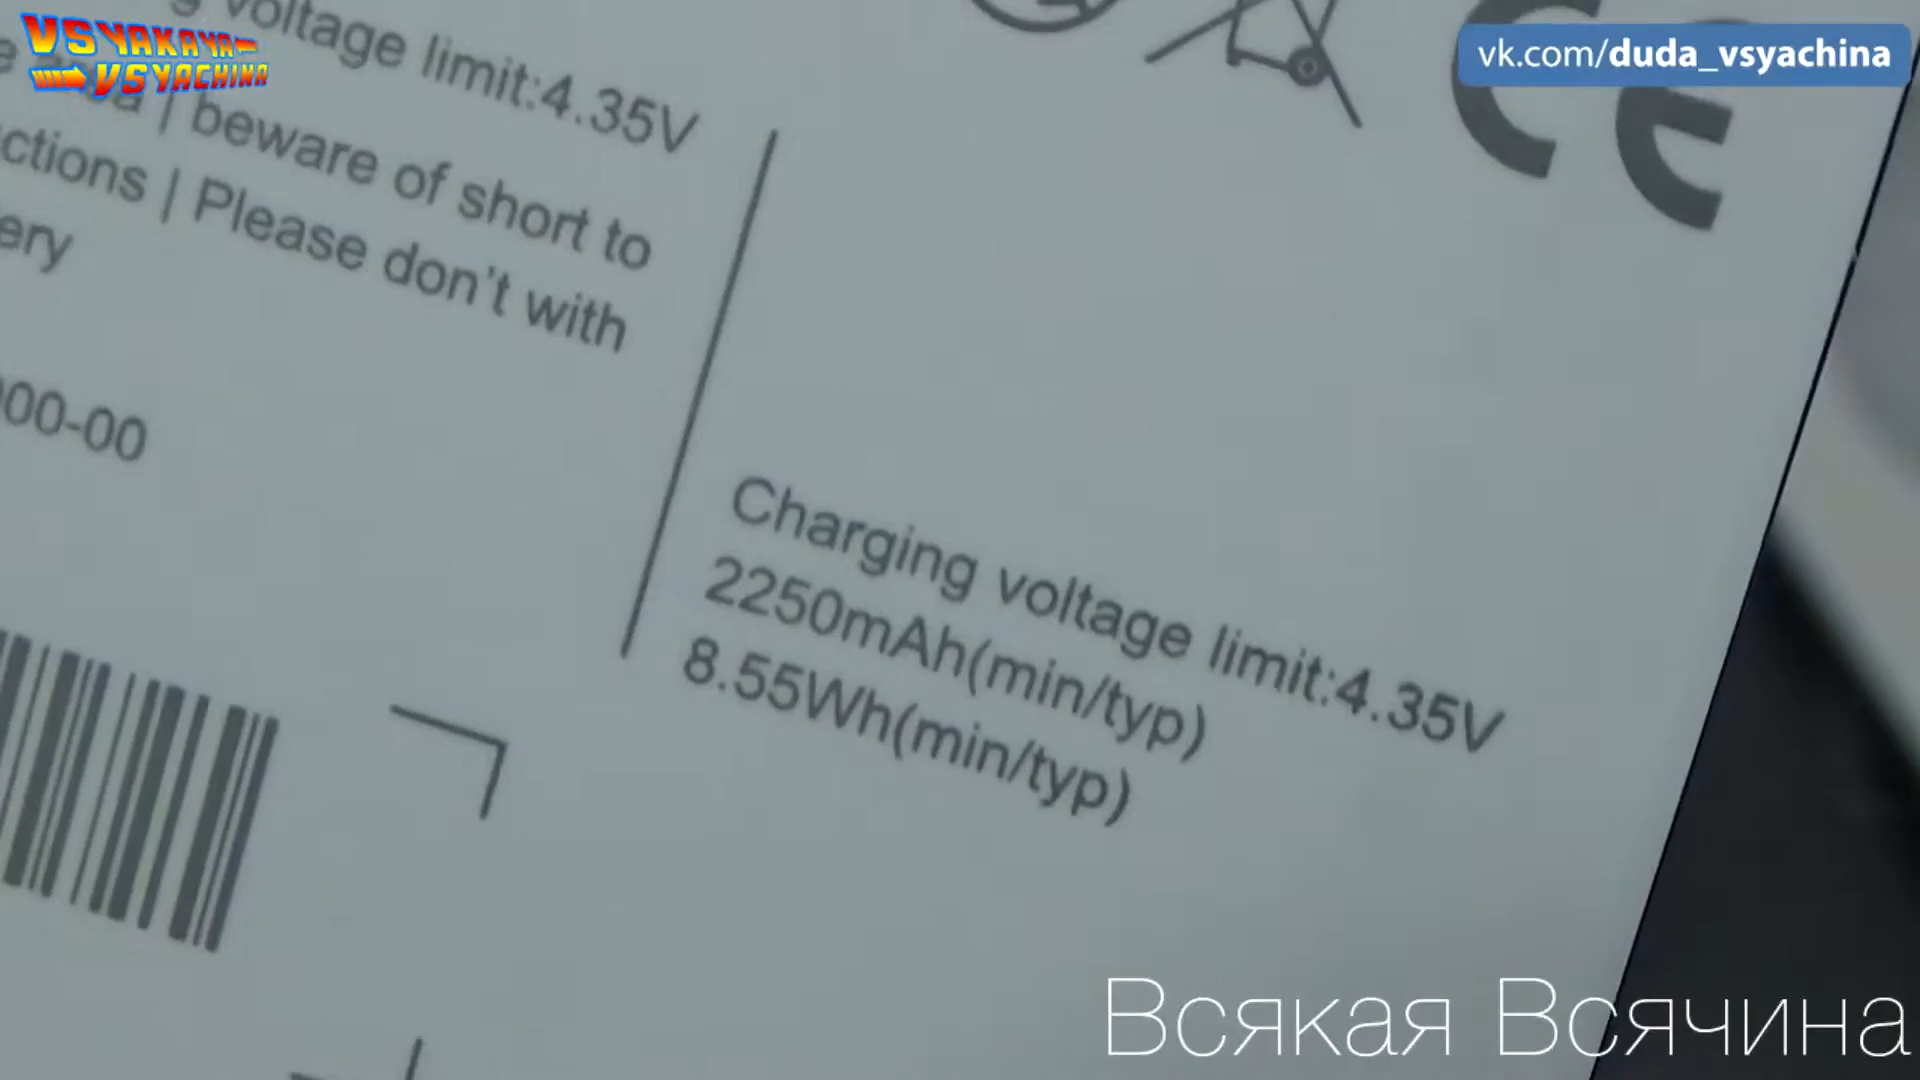 VSYAKAYA
VSYACHINA
vk.com/duda_vsyachina
voltage limit:4.35V
| beware of short to
ctions | Please don't with
ery
00-00
CE
Charging voltage limit:4.35V
2250mAh(min/typ)
8.55Wh(min/typ)
Всякая Всячина